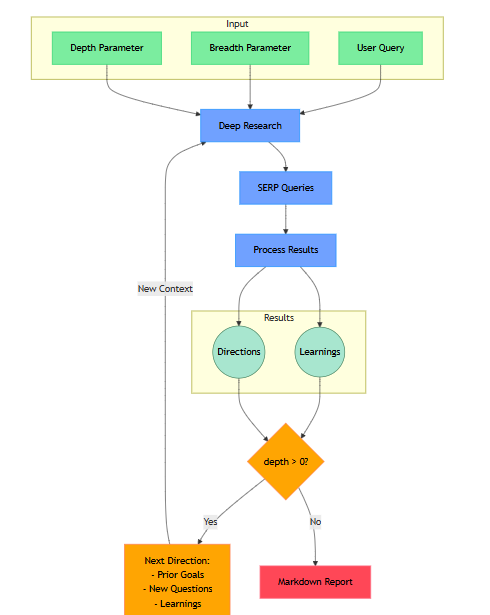 Input
Depth Parameter
Breadth Parameter
User Query
Deep Research
SERP Queries
Process Results
New Context
Results
Directions
Learnings
depth > 0?
Yes
No
Next Direction:
- Prior Goals
- New Questions
- Learnings
Markdown Report